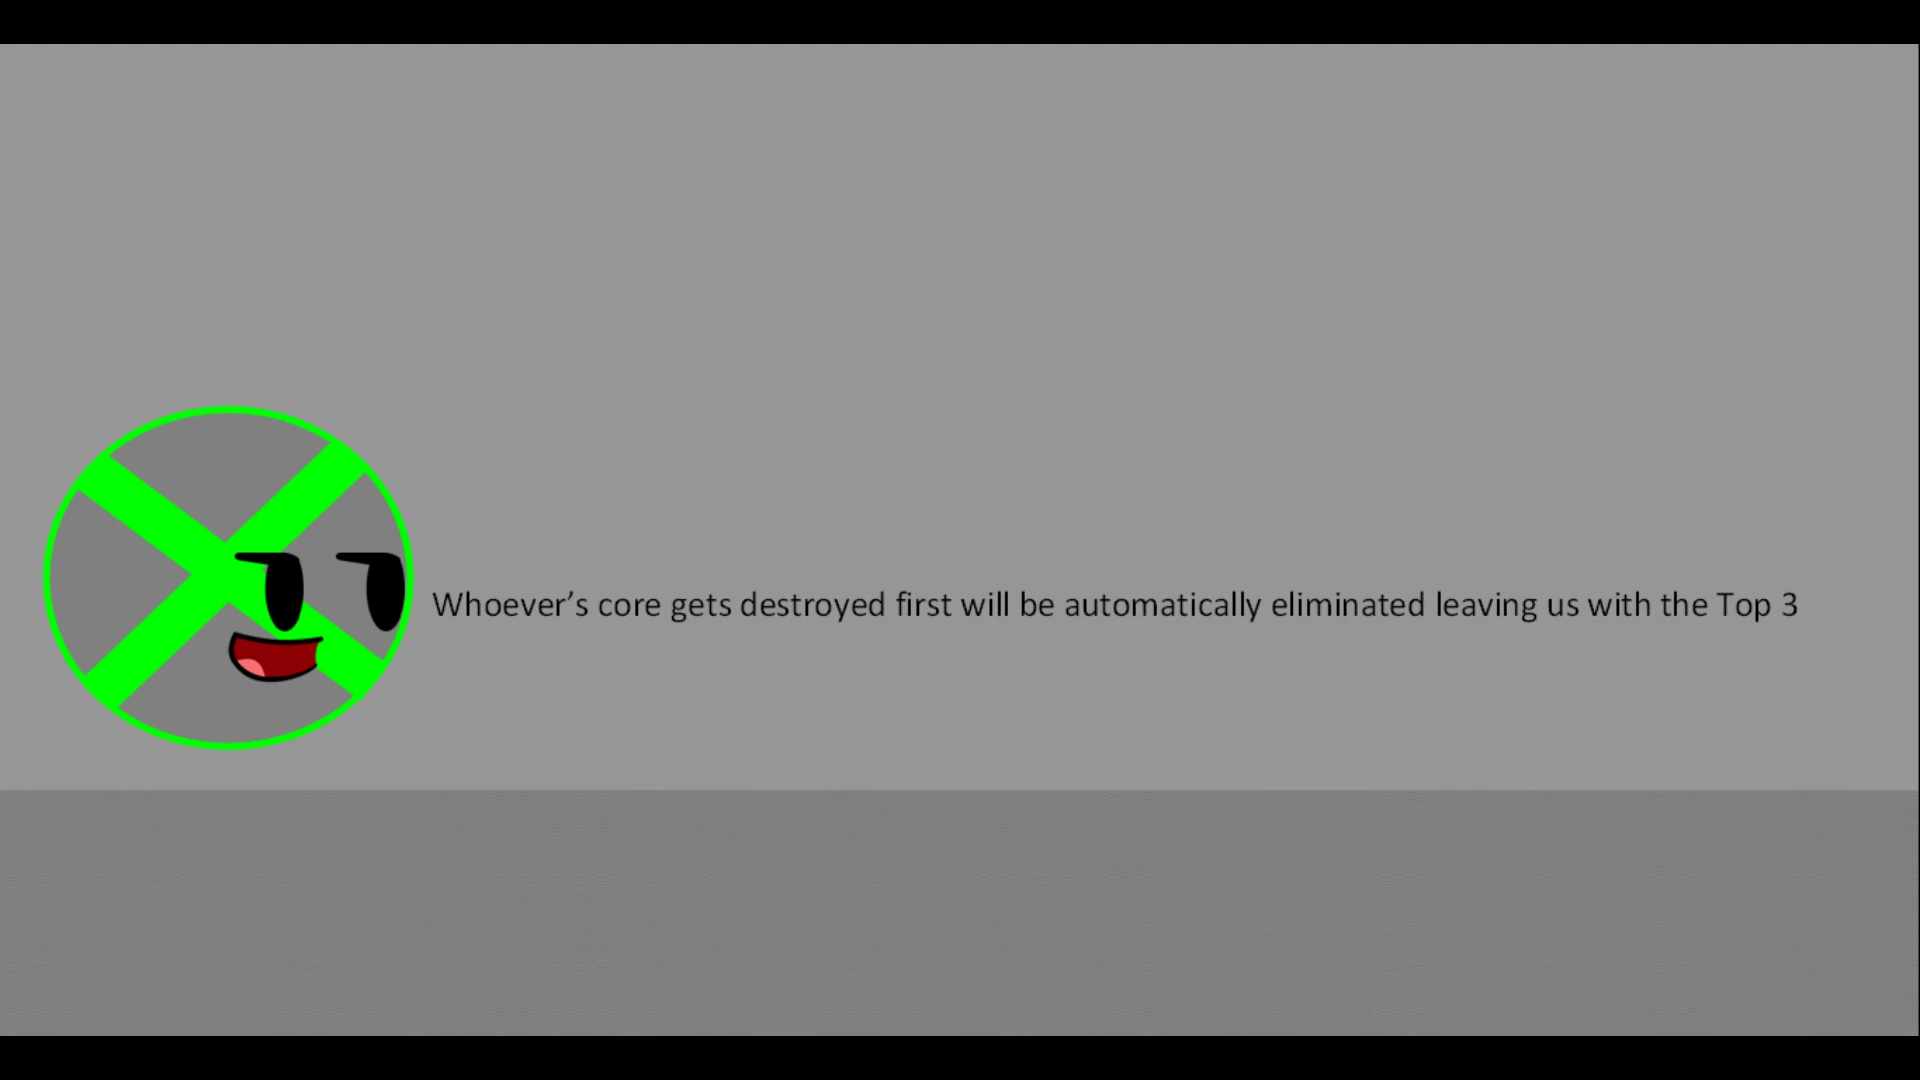 Whoever’s core gets destroyed first will be automatically eliminated leaving us with the Top 3